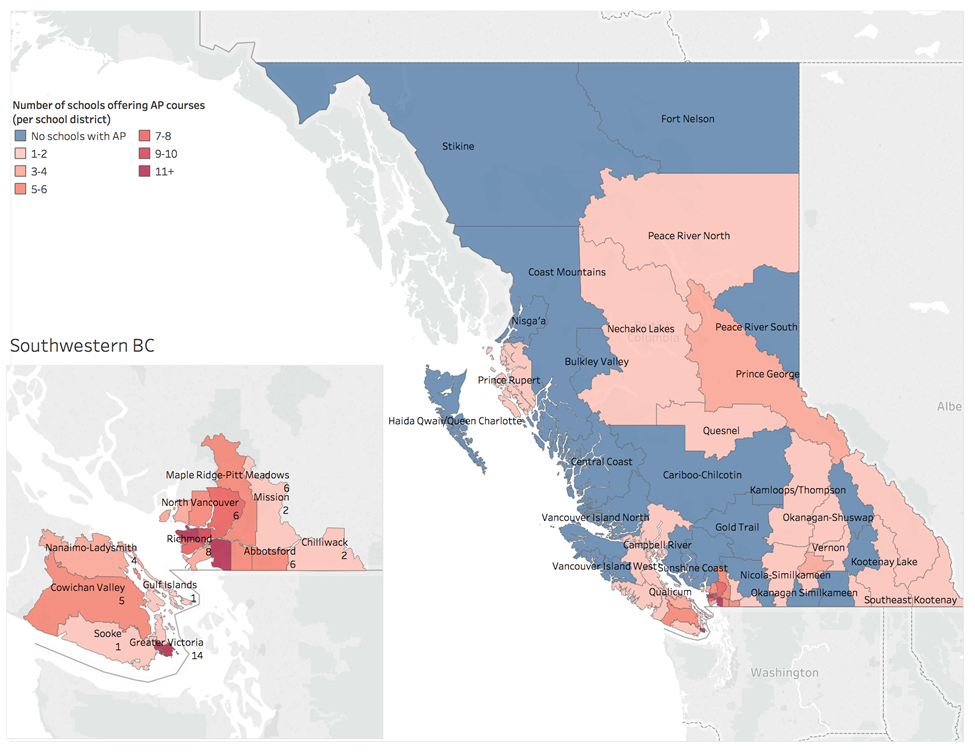 Number of schools offering AP courses
(per school district)
No schools with AP
7-8
1-2
9-10
3-4
11+
5-6
Stikine
Fort Nelson
Peace River North
Coast Mountains
Nisga'a
Nechako Lakes
Peace River South
Columbia
Bulkley Valley
Prince George
Prince Rupert
Albe
Haida Qwaii/Queen Charlotte
Quesnel
Central Coast
Cariboo-Chilcotin
Kamloops/Thompson
Vancouver Island North
Okanagan-Shuswap
Gold Trail
Campbell River
Vernon
Vancouver Island West
Sunshine Coast
Kootenay Lake
Nicola-Similkameen
Qualicum
Okanagan Similkameen
Southeast Kootenay
Washington
Southwestern BC
Maple Ridge-Pitt Meadows
6
Mission
2
North Vancouver
6
Richmond
8
Chilliwack
2
Abbotsford
6
Nanaimo-Ladysmith
4
Gulf Islands
1
Cowichan Valley
5
Sooke
1
Greater Victoria
14